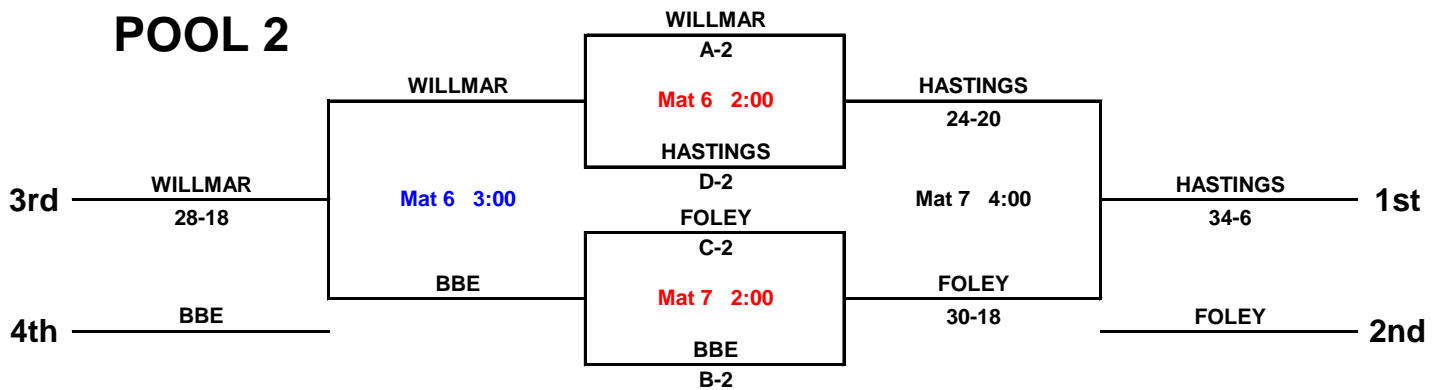 POOL 2
WILLMAR
A-2
WILLMAR
Mat 6 2:00
HASTINGS
24-20
HASTINGS
D-2
3rd
WILLMAR
28-18
Mat 6 3:00
Mat 7 4:00
HASTINGS
34-6
1st
FOLEY
C-2
BBE
Mat 7 2:00
FOLEY
30-18
4th
BBE
BBE
B-2
FOLEY
2nd